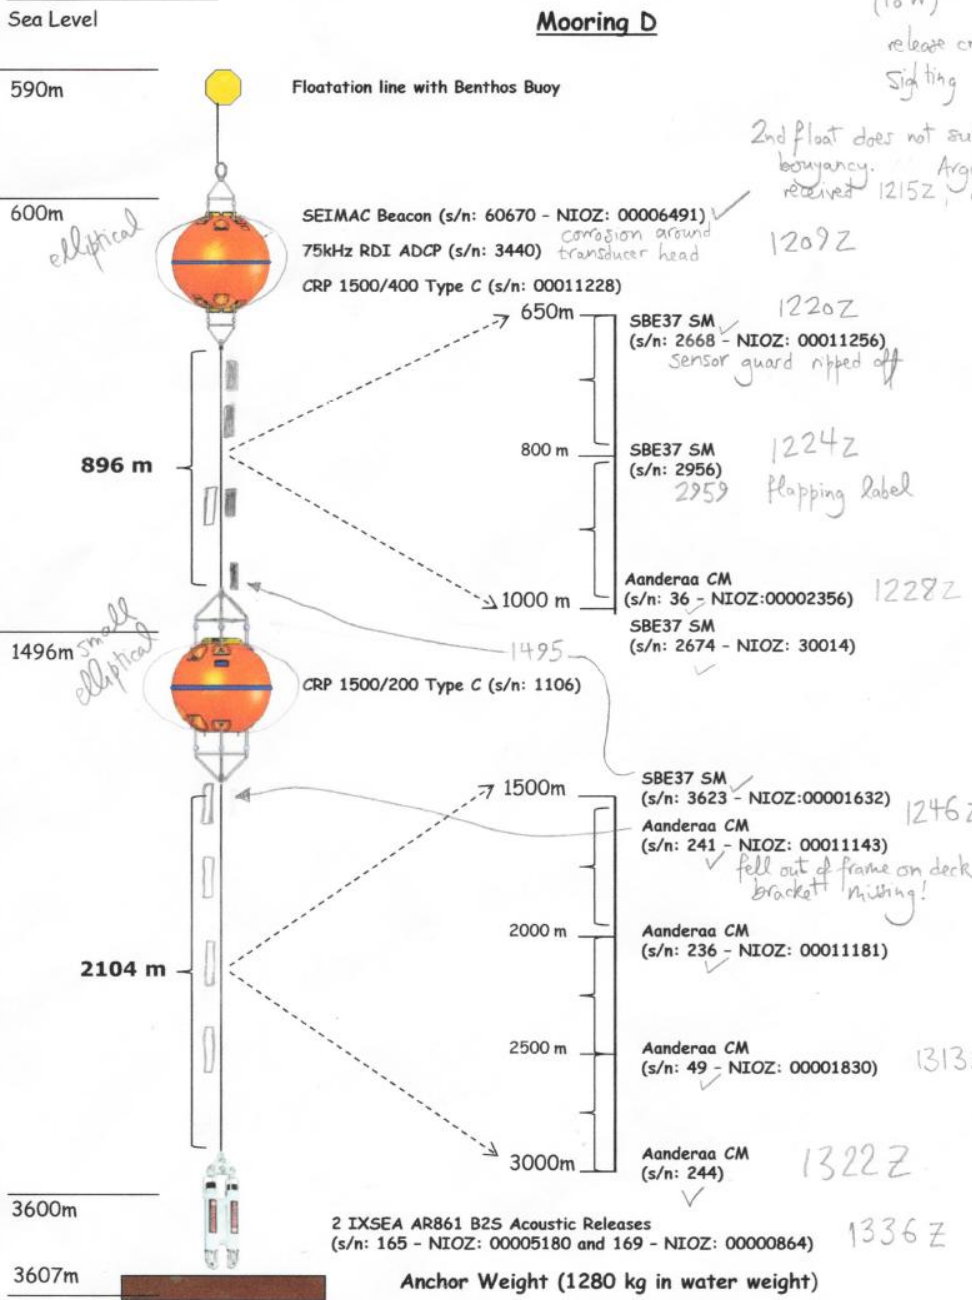 Sea Level
Mooring D
(18 N)
release
Sighting
590m
Floatation line with Benthos Buoy
2nd float does not
bouyancy.
received 1215Z,
600m
elliptical
SEIMAC Beacon (s/n: 60670 - NIOZ: 00006491) ✓
corrosion around
75kHz RDI ADCP (s/n: 3440) transducer head
1209Z
CRP 1500/400 Type C (s/n: 00011228)
650m
1220Z
SBE37 SM ✓
(s/n: 2668 - NIOZ: 00011256)
sensor guard ripped off
896 m
800 m
SBE37 SM
1224Z
(s/n: 2956)
2959 flapping label
1000 m
Aanderaa CM
(s/n: 36 - NIOZ:00002356) 1228Z
✓
SBE37 SM
(s/n: 2674 - NIOZ: 30014)
✓
1496m
small
elliptical
1495
CRP 1500/200 Type C (s/n: 1106)
1500m
SBE37 SM ✓
(s/n: 3623 - NIOZ:00001632)
1246Z
Aanderaa CM
(s/n: 241 - NIOZ: 00011143)
✓ fell out of frame on deck
bracket missing!
2104 m
2000 m
Aanderaa CM
(s/n: 236 - NIOZ: 00011181)
✓
2500 m
Aanderaa CM
(s/n: 49 - NIOZ: 00001830) 1313
✓
3000m
Aanderaa CM
(s/n: 244)
✓
1322Z
3600m
2 IXSEA AR861 B2S Acoustic Releases
(s/n: 165 - NIOZ: 00005180 and 169 - NIOZ: 00000864)
1336Z
3607m
Anchor Weight (1280 kg in water weight)